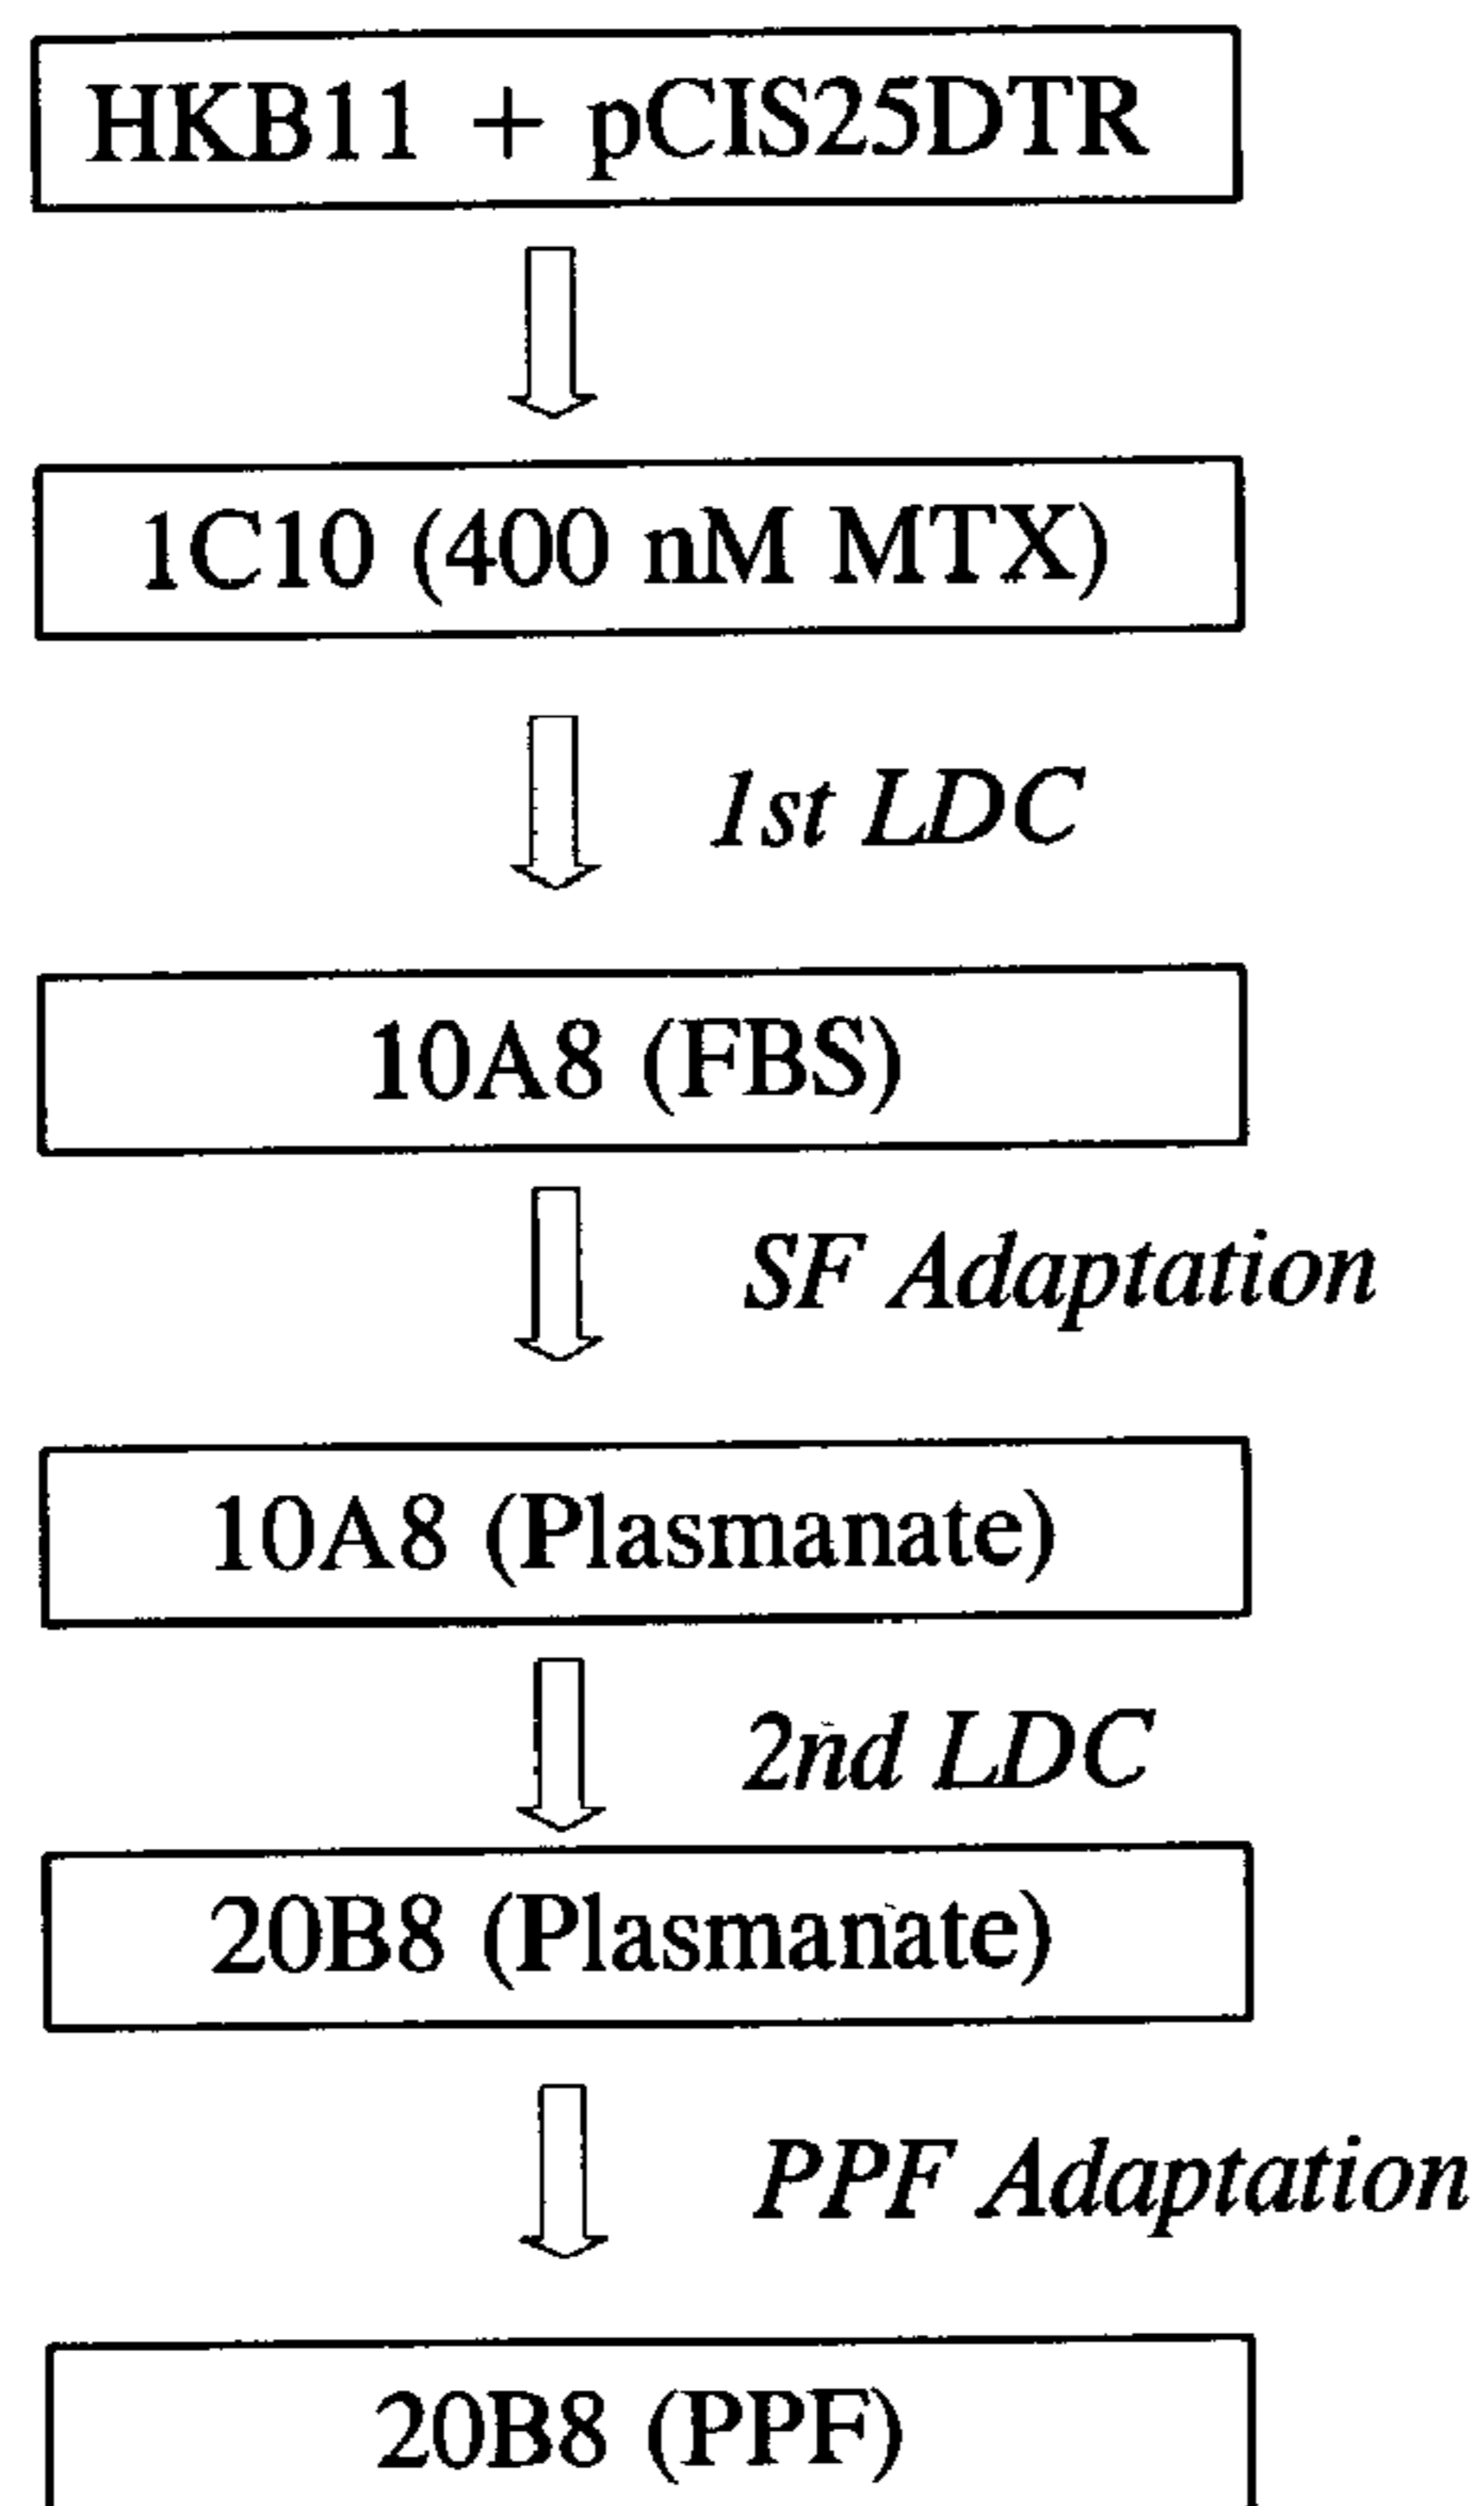 HKB11 + pCIS25DTR
1C10 (400 nM MTX)
1st LDC
10A8 (FBS)
SF Adaptation
10A8 (Plasmanate)
2nd LDC
20B8 (Plasmanate)
PPF Adaptation
20B8 (PPF)